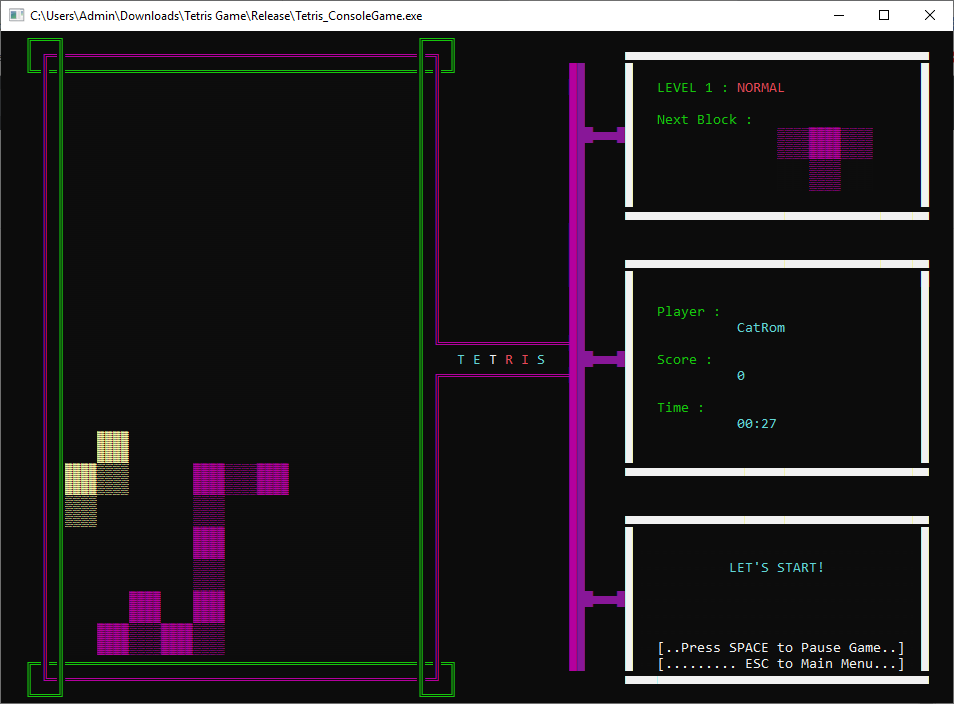 C:\Users\Admin\Downloads\Tetris Game\Release\Tetris_ConsoleGame.exe
LEVEL 1 : NORMAL
Next Block :
Player :
CatRom
T E T R I S
Score :
0
Time :
00:27
LET'S START!
[..Press SPACE to Pause Game..]
[......... ESC to Main Menu...]